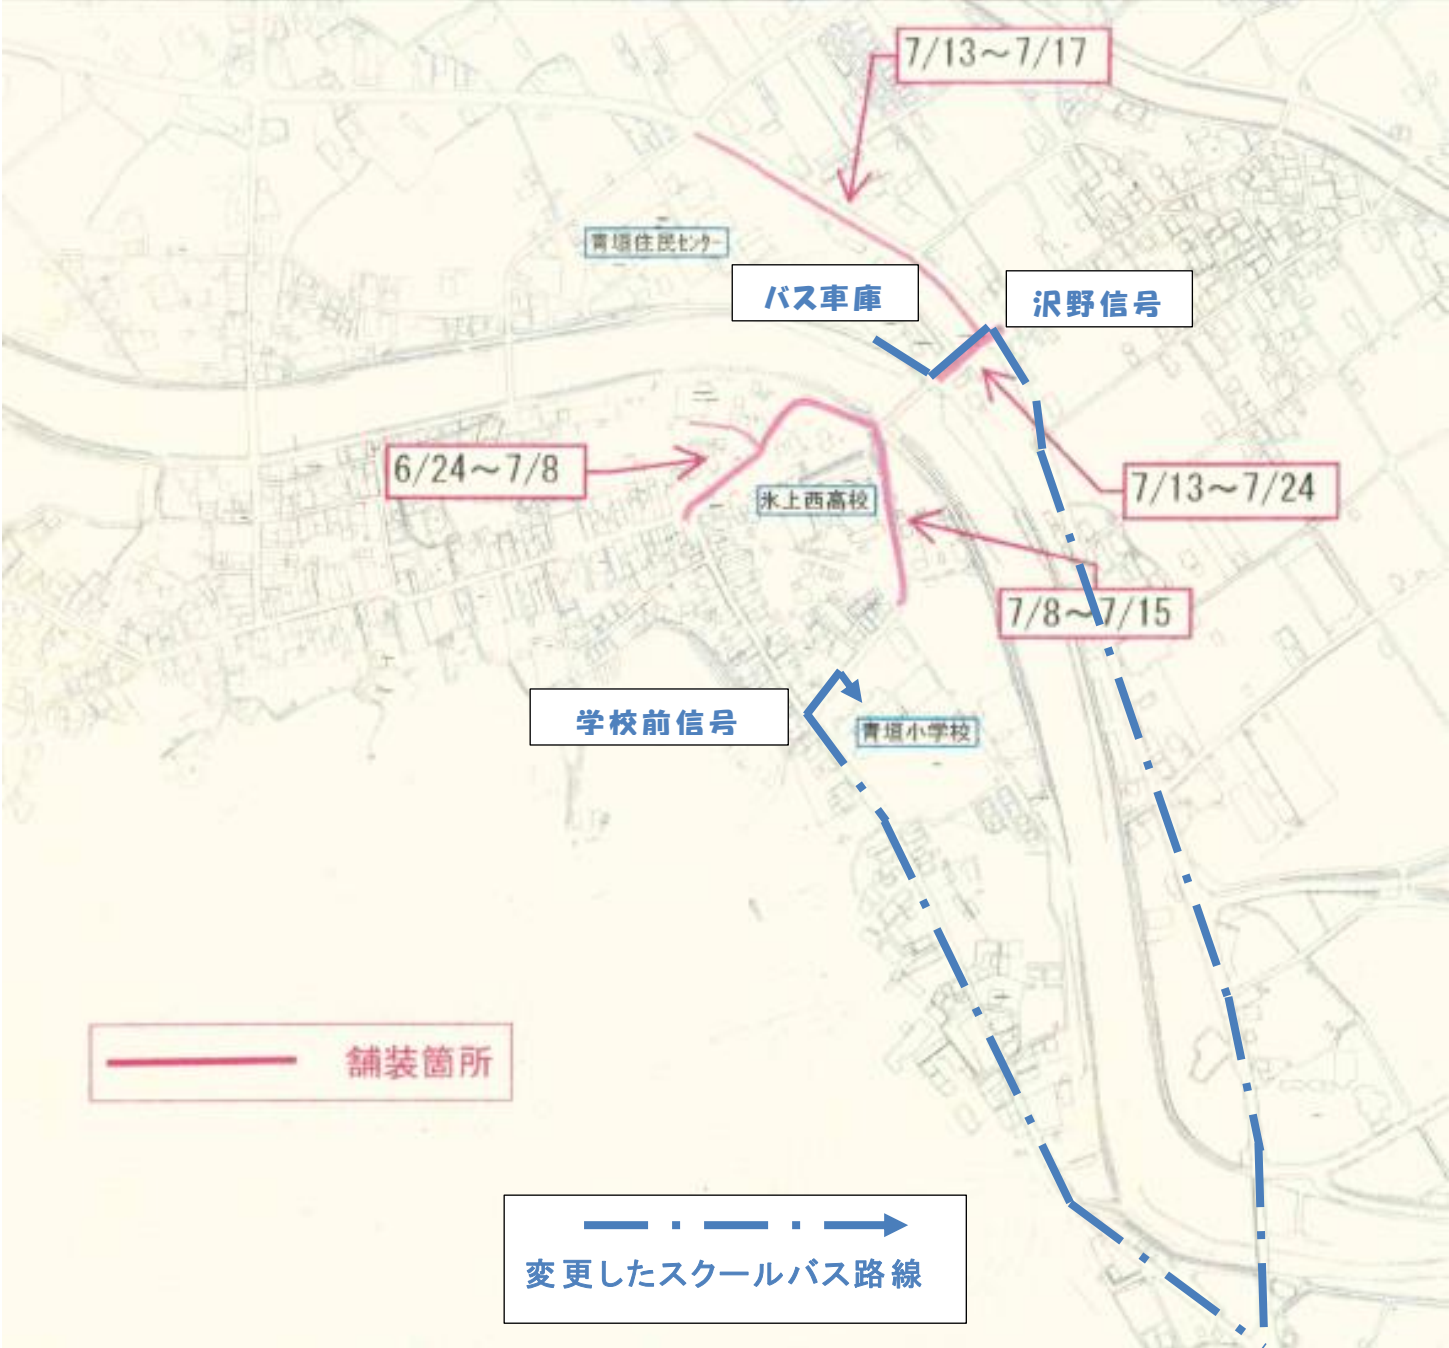 7/13～7/17
青垣住民ｾﾝﾀｰ
バス車庫
沢野信号
6/24～7/8
氷上西高校
7/13～7/24
7/8～7/15
学校前信号
青垣小学校
舗装箇所
変更したスクールバス路線